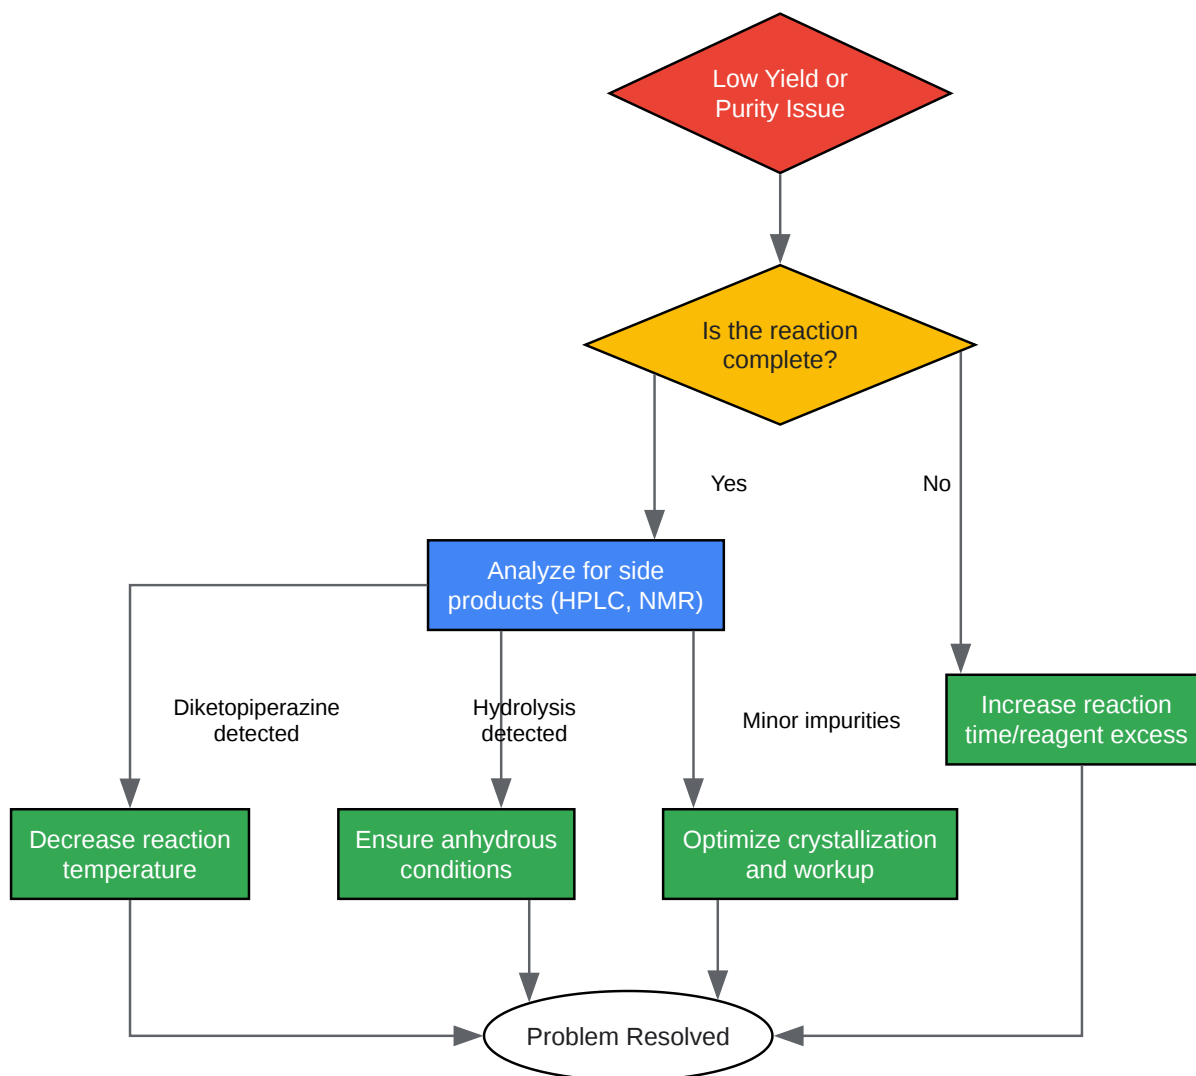 Low Yield or
Purity Issue
Is the reaction
complete?
Yes
No
Analyze for side
products (HPLC, NMR)
Diketopiperazine
detected
Hydrolysis
detected
Minor impurities
Increase reaction
time/reagent excess
Decrease reaction
temperature
Ensure anhydrous
conditions
Optimize crystallization
and workup
Problem Resolved